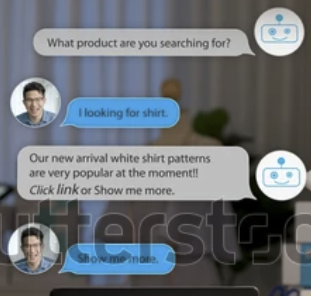 What product are you searching for?
I looking for shirt.
Our new arrival white shirt patterns
are very popular at the moment!!
Click link or Show me more.
Show me more.